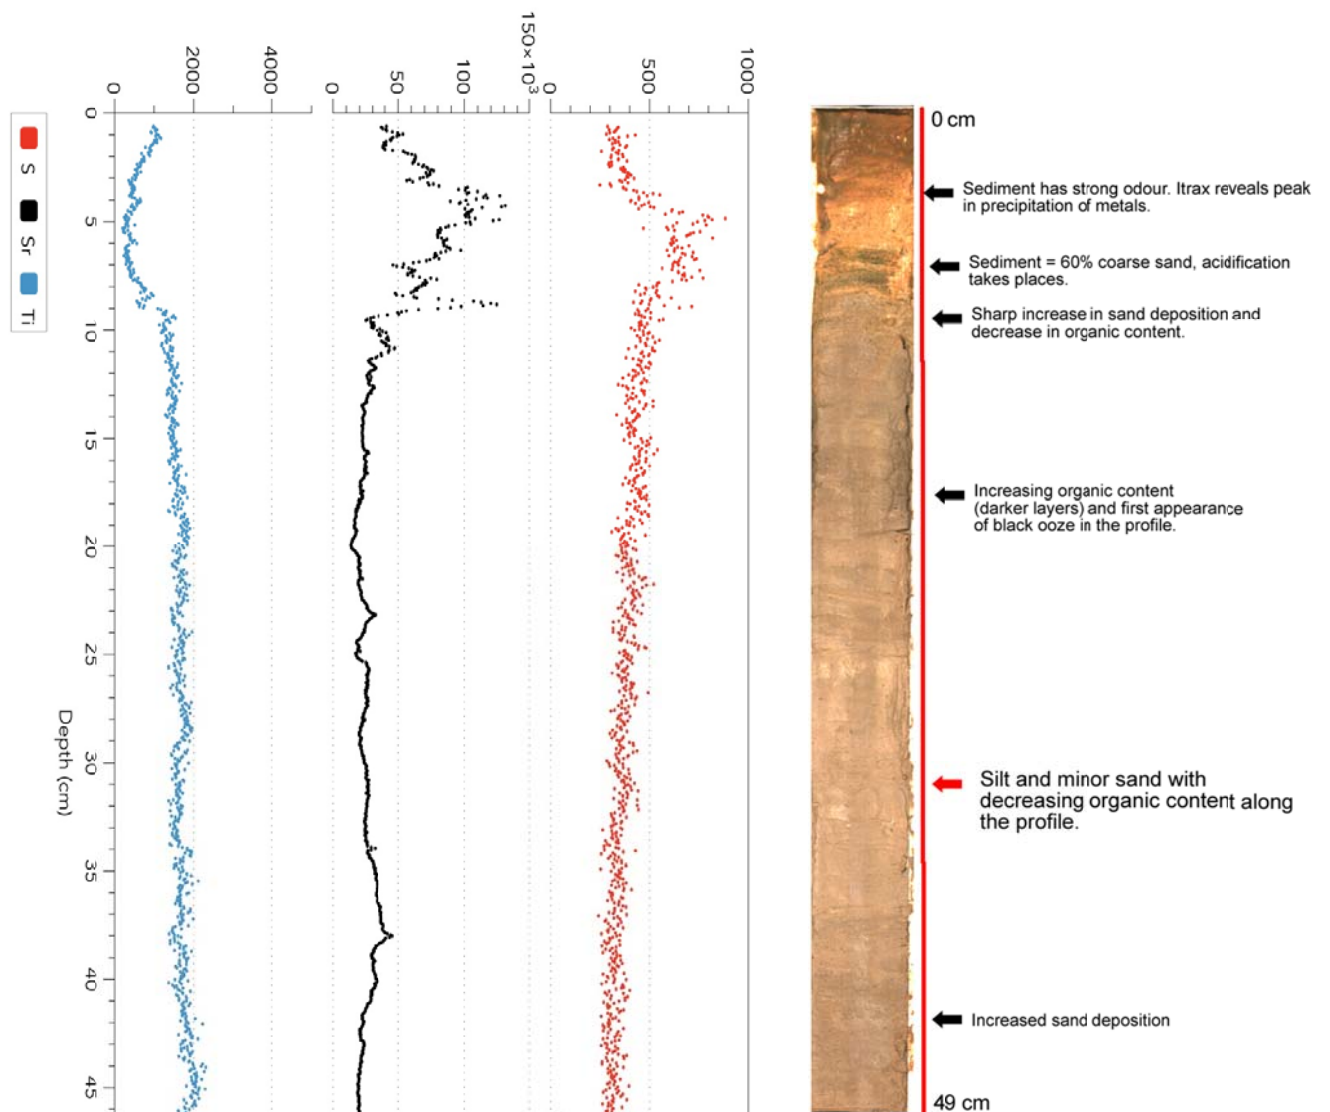 0 2000 4000
0 50 100 150×10³
0 500 1000
0
5
10
15
20
25
30
35
40
45
Depth (cm)
S Sr Ti
0 cm
Sediment has strong odour. Itrax reveals peak
in precipitation of metals.
Sediment = 60% coarse sand, acidification
takes places.
Sharp increase in sand deposition and
decrease in organic content.
Increasing organic content
(darker layers) and first appearance
of black ooze in the profile.
Silt and minor sand with
decreasing organic content along
the profile.
Increased sand deposition
49 cm